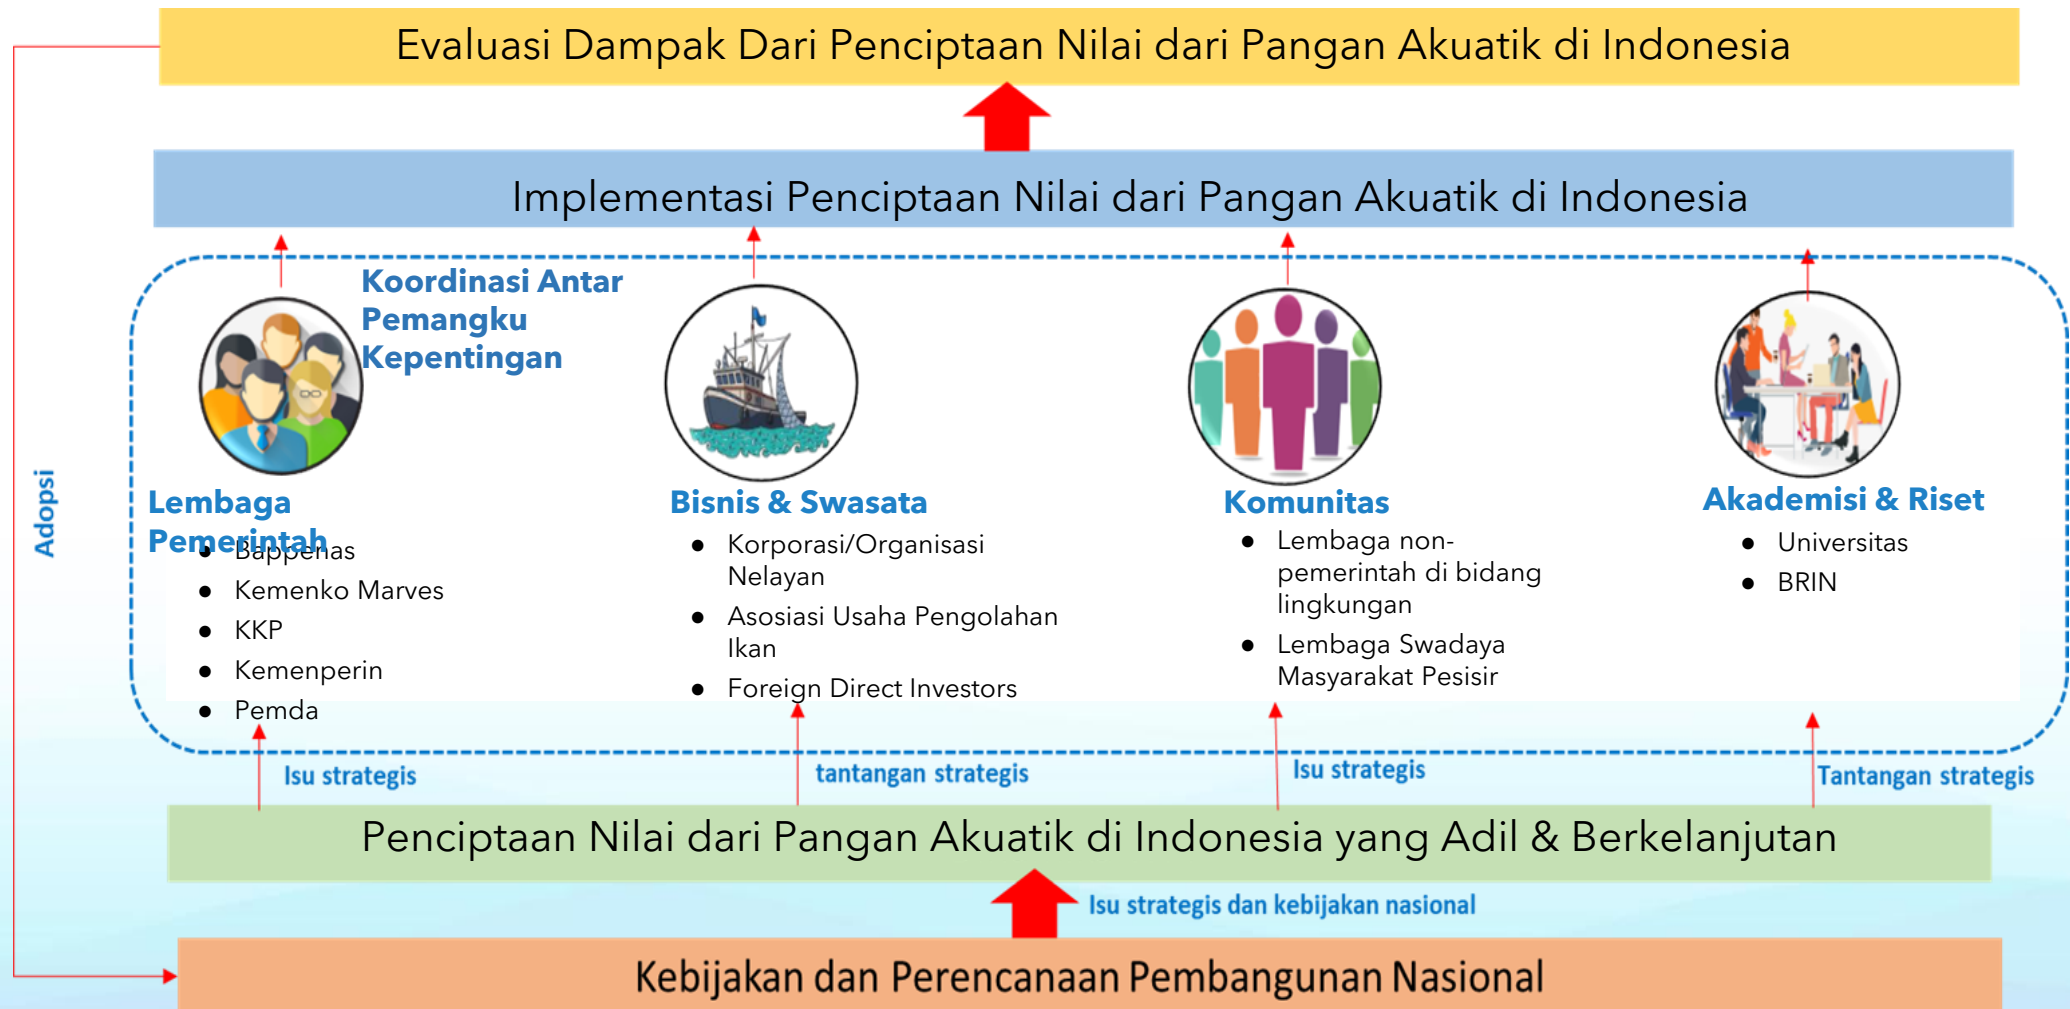 Evaluasi Dampak Dari Penciptaan Nilai dari Pangan Akuatik di Indonesia
Implementasi Penciptaan Nilai dari Pangan Akuatik di Indonesia
Koordinasi Antar
Pemangku
Kepentingan
Adopsi
Lembaga
Pemerintah
● Bappenas
● Kemenko Marves
● KKP
● Kemenperin
● Pemda
Bisnis & Swasata
● Korporasi/Organisasi
Nelayan
● Asosiasi Usaha Pengolahan
Ikan
● Foreign Direct Investors
Komunitas
● Lembaga non-
pemerintah di bidang
lingkungan
● Lembaga Swadaya
Masyarakat Pesisir
Akademisi & Riset
● Universitas
● BRIN
Isu strategis
tantangan strategis
Isu strategis
Tantangan strategis
Penciptaan Nilai dari Pangan Akuatik di Indonesia yang Adil & Berkelanjutan
Isu strategis dan kebijakan nasional
Kebijakan dan Perencanaan Pembangunan Nasional